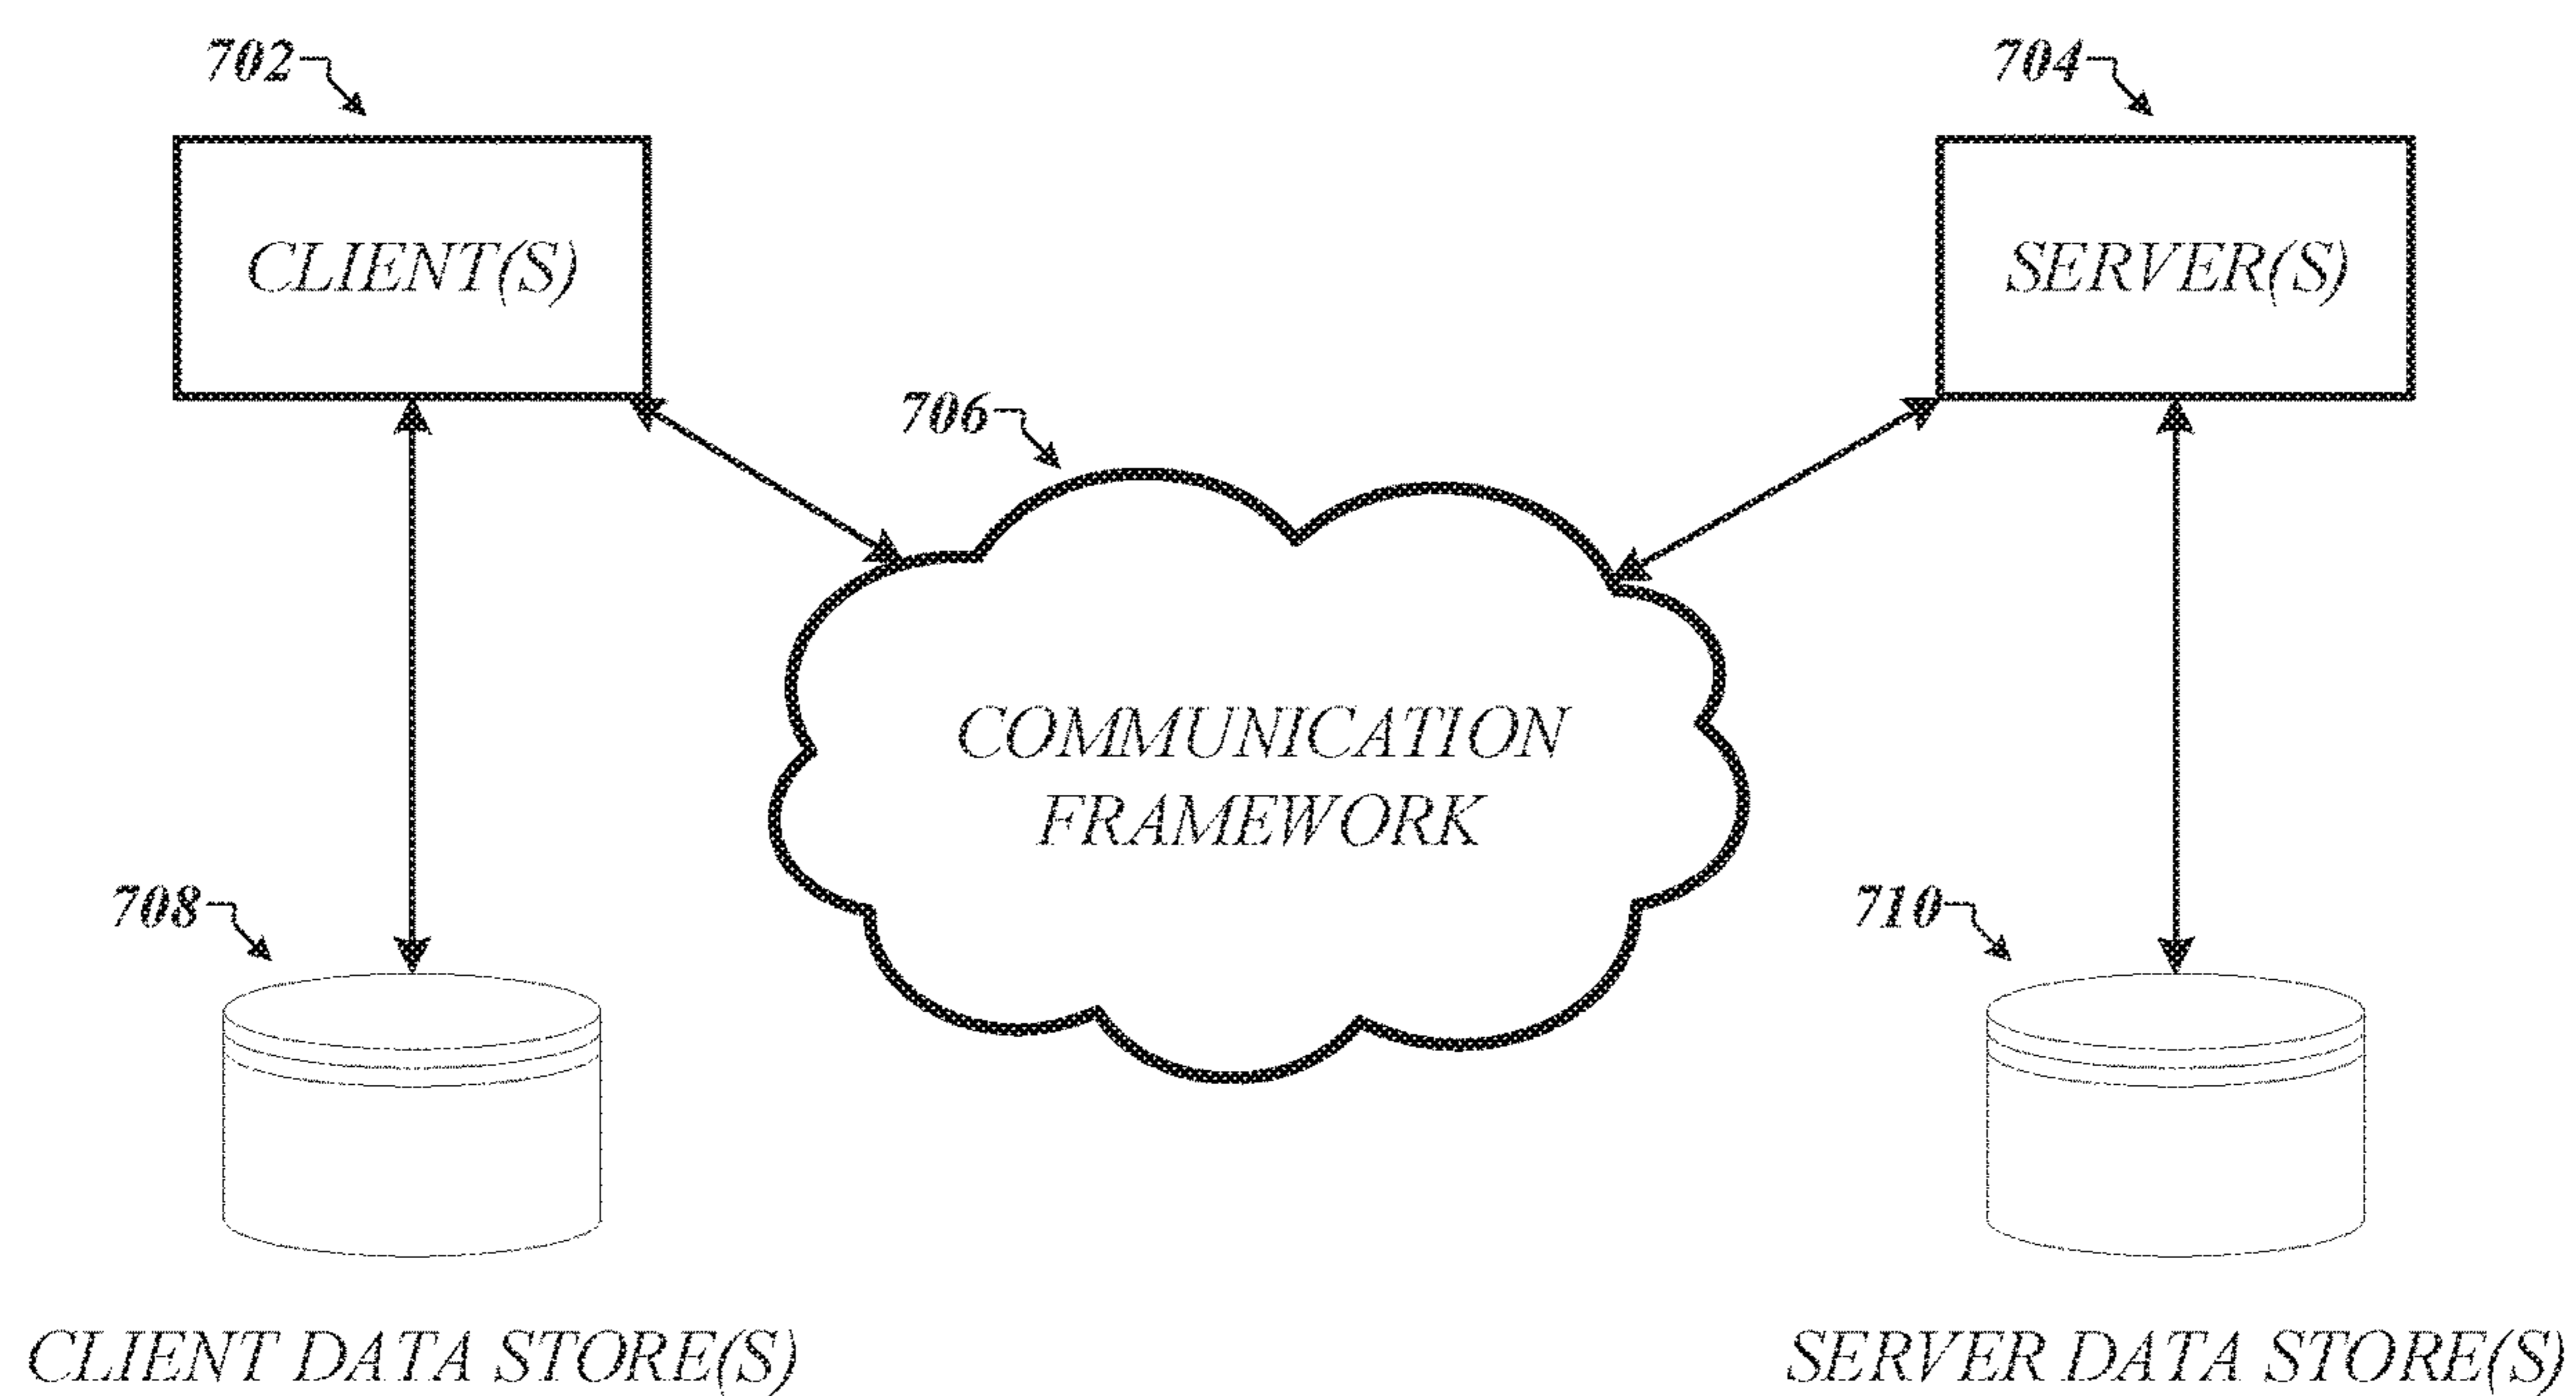 702
704
CLIENT(S)
SERVER(S)
706
COMMUNICATION
FRAMEWORK
708
710
CLIENT DATA STORE(S)
SERVER DATA STORE(S)